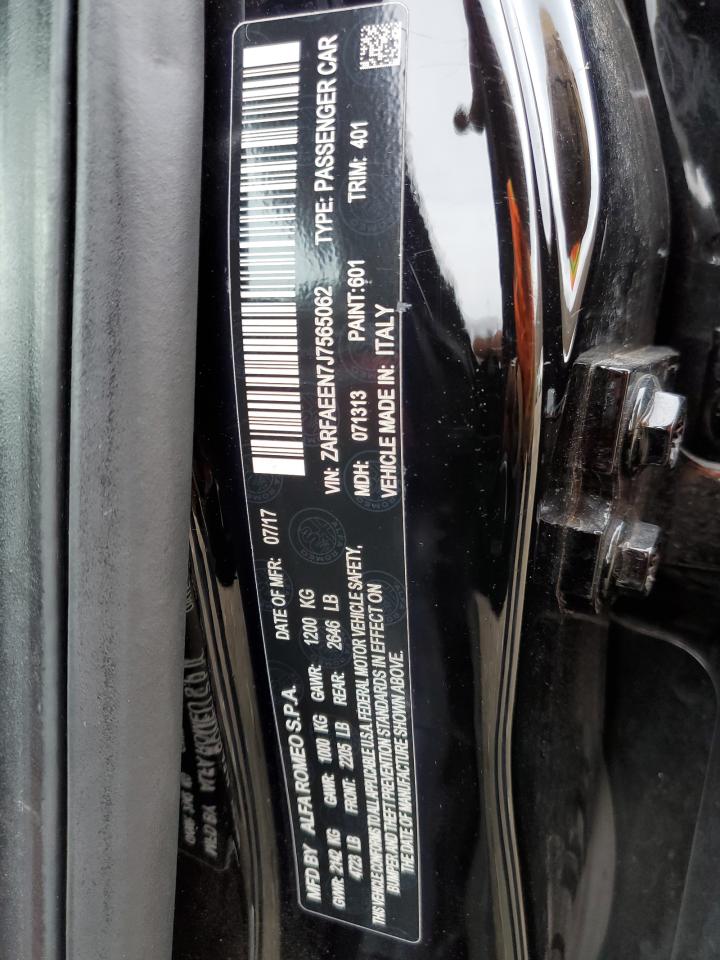 MFD BY ALFA ROMEO S.P.A. DATE OF MFR: 07/17
GVWR: 2142 KG GAWR: 1000 KG GAWR: 1200 KG
4723 LB FRONT: 2205 LB REAR: 2646 LB
THIS VEHICLE CONFORMS TO ALL APPLICABLE U.S.A. FEDERAL MOTOR VEHICLE SAFETY,
BUMPER AND THEFT PREVENTION STANDARDS IN EFFECT ON
THE DATE OF MANUFACTURE SHOWN ABOVE.
VIN: ZARFAEEN7J7565062 TYPE: PASSENGER CAR
MDH: 071313 PAINT:601 TRIM: 401
VEHICLE MADE IN: ITALY